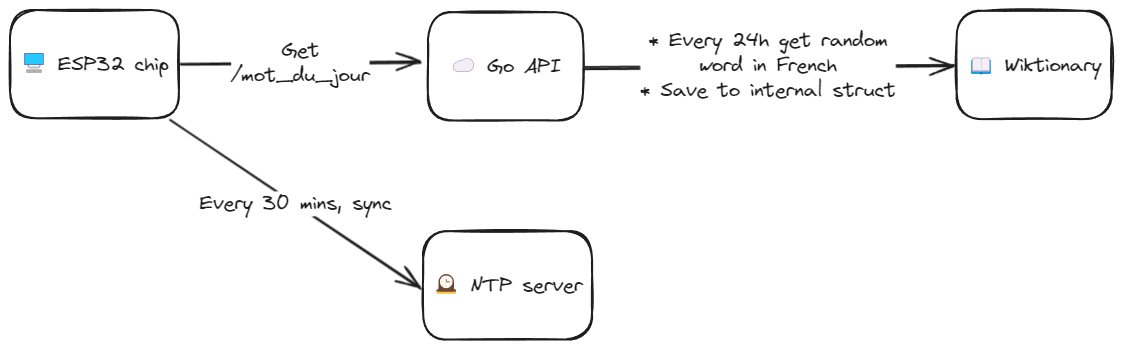 ESP32 chip
Get
/mot_du_jour
Go API
* Every 24h get random
word in French
* Save to internal struct
Wiktionary
Every 30 mins, sync
NTP server